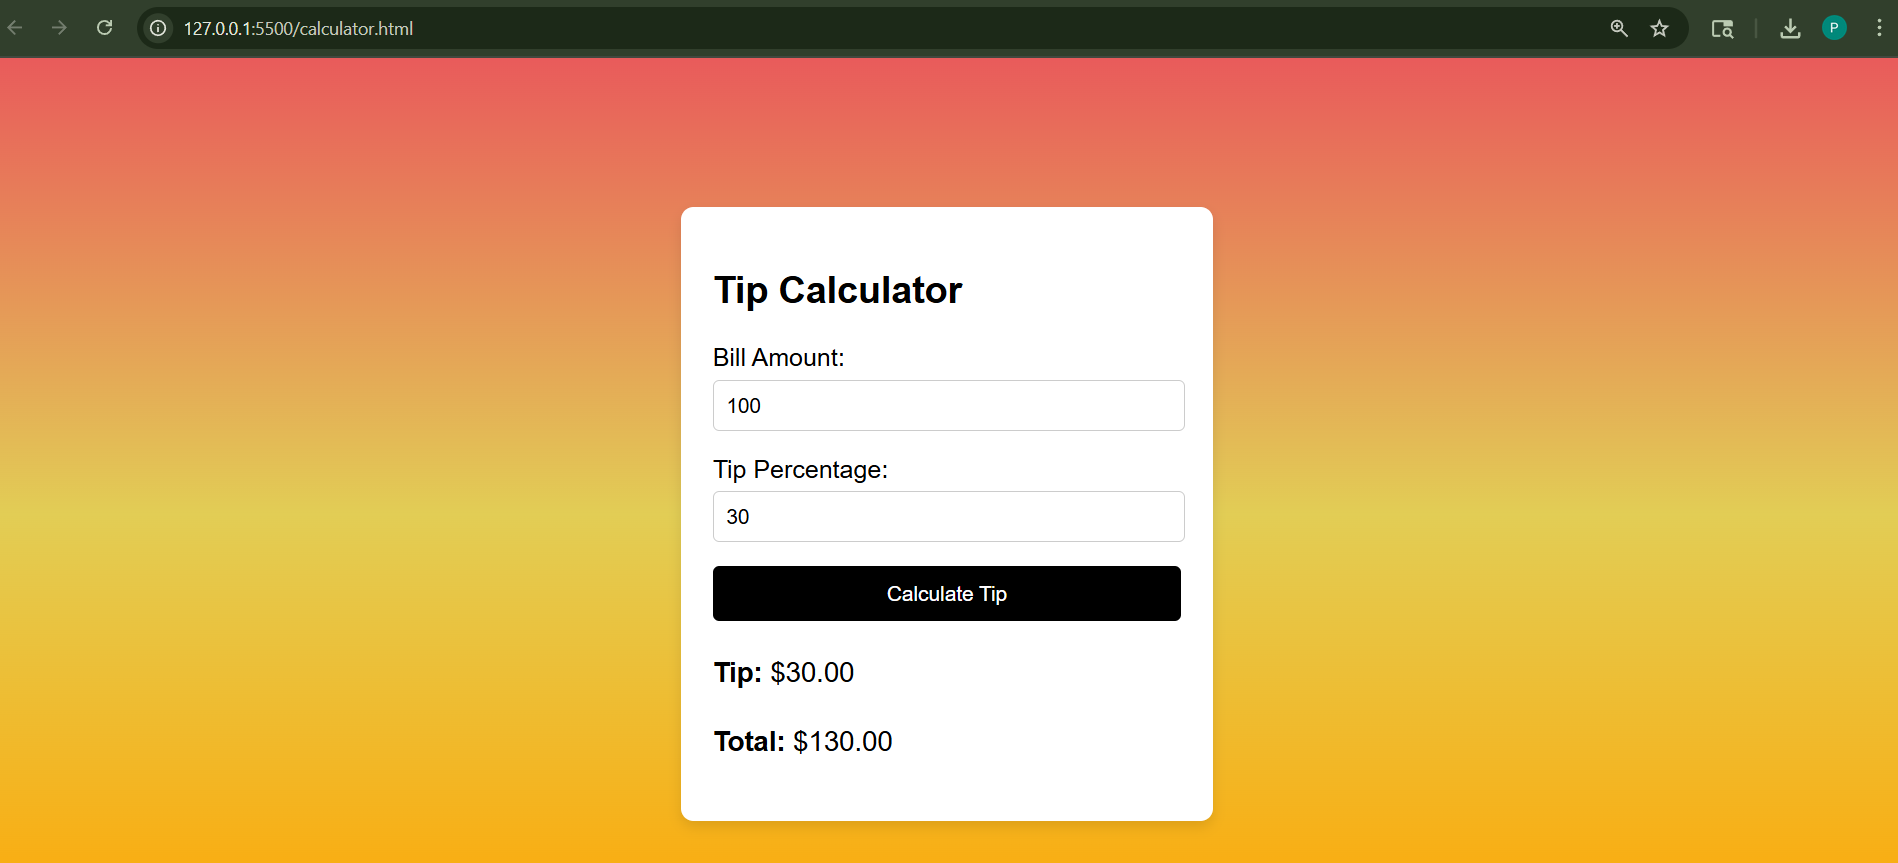 127.0.0.1:5500/calculator.html
P
Tip Calculator
Bill Amount:
100
Tip Percentage:
30
Calculate Tip
Tip: $30.00
Total: $130.00